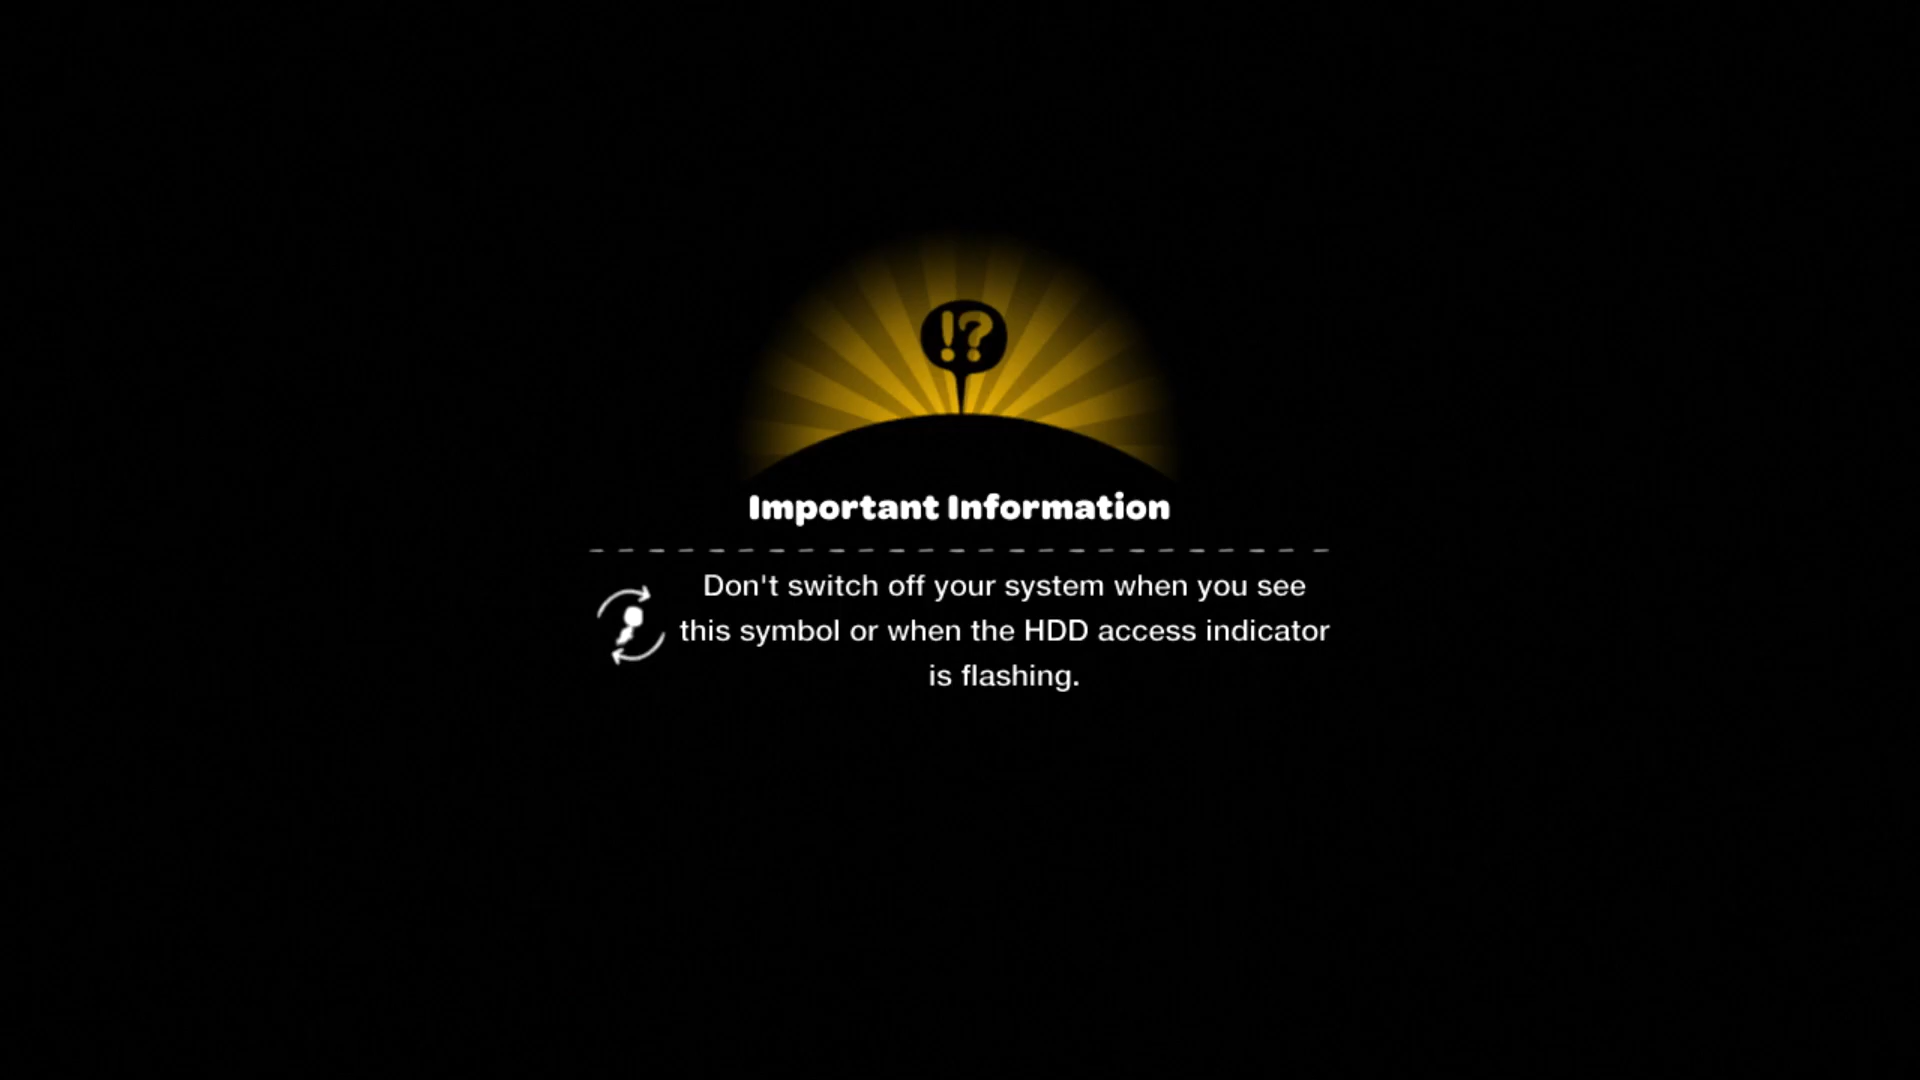 !?
Important Information
Don't switch off your system when you see
this symbol or when the HDD access indicator
is flashing.